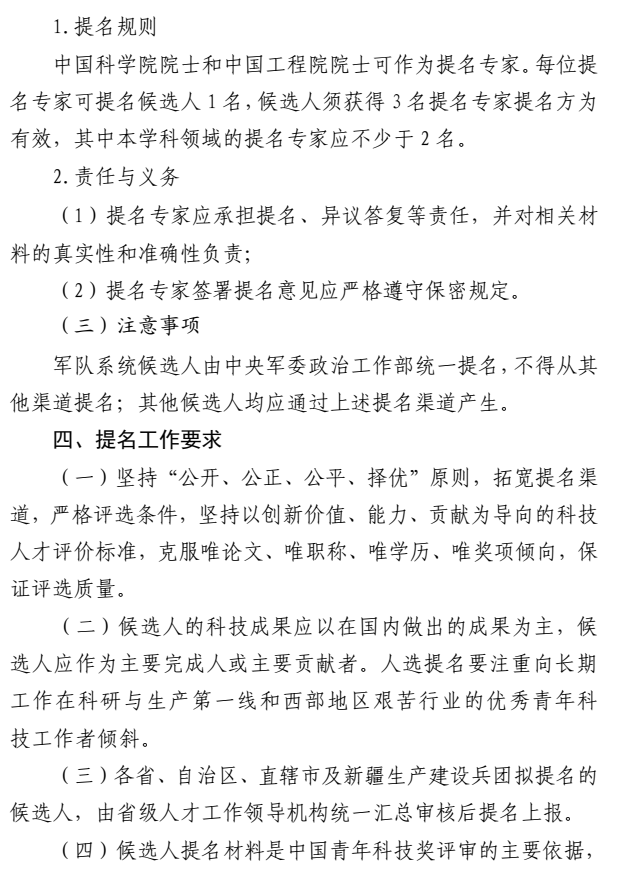 1.提名规则
中国科学院院士和中国工程院院士可作为提名专家。每位提
名专家可提名候选人1名,候选人须获得3名提名专家提名方为
有效，其中本学科领域的提名专家应不少于2名。
2.责任与义务
（1）提名专家应承担提名、异议答复等责任，并对相关材
料的真实性和准确性负责；
（2）提名专家签署提名意见应严格遵守保密规定。
（三）注意事项
军队系统候选人由中央军委政治工作部统一提名,不得从其
他渠道提名；其他候选人均应通过上述提名渠道产生。
四、提名工作要求
（一）坚持“公开、公正、公平、择优”原则，拓宽提名渠
道，严格评选条件，坚持以创新价值、能力、贡献为导向的科技
人才评价标准，克服唯论文、唯职称、唯学历、唯奖项倾向，保
证评选质量。
（二）候选人的科技成果应以在国内做出的成果为主，候
选人应作为主要完成人或主要贡献者。人选提名要注重向长期
工作在科研与生产第一线和西部地区艰苦行业的优秀青年科
技工作者倾斜。
（三）各省、自治区、直辖市及新疆生产建设兵团拟提名的
候选人，由省级人才工作领导机构统一汇总审核后提名上报。
（四）候选人提名材料是中国青年科技奖评审的主要依据，